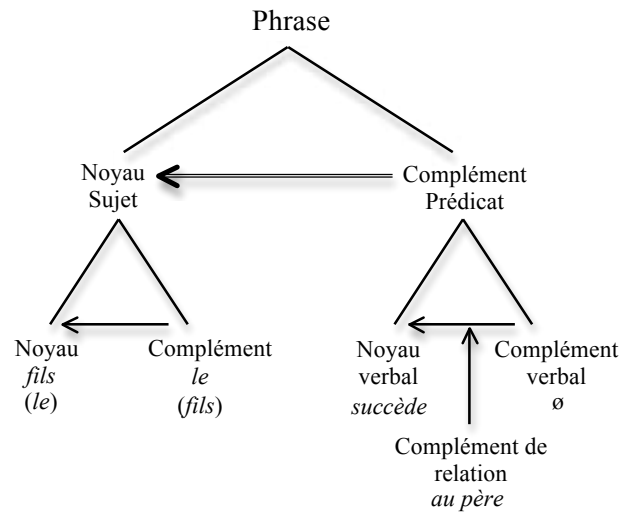 Phrase
Noyau
Sujet
Complément
Prédicat
Noyau
fils
(le)
Complément
le
(fils)
Noyau
verbal
succède
Complément
verbal
ø
Complément de
relation
au père